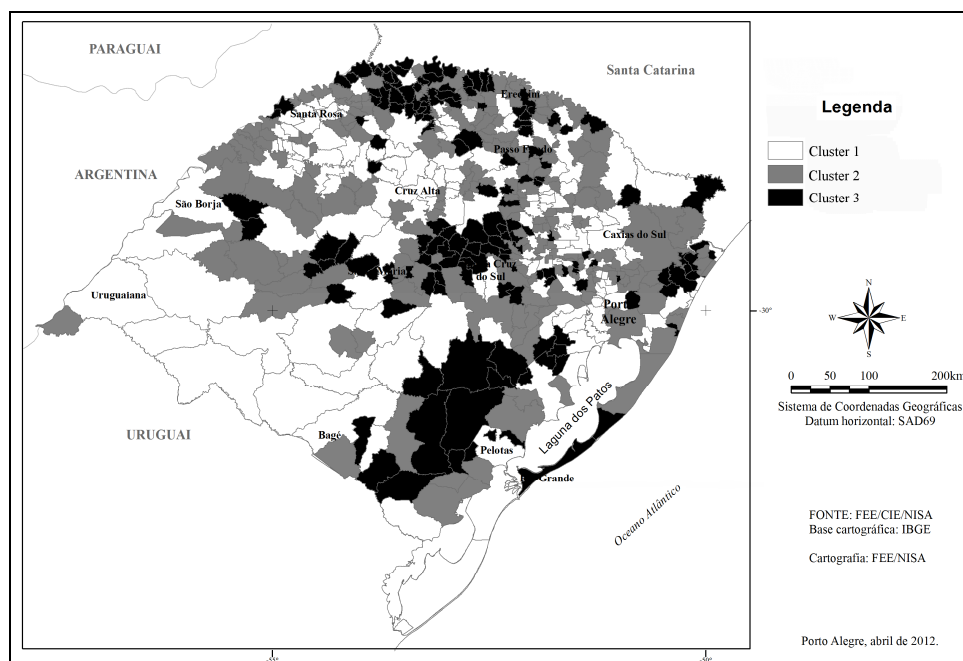 PARAGUAI
Santa Catarina
Erechim
Santa Rosa
Passo Fundo
ARGENTINA
Cruz Alta
São Borja
Caxias do Sul
Cruz
do Sul
Maria
Uruguaiana
Porto
Alegre
-30°
Laguna dos Patos
Bagé
URUGUAI
Pelotas
Grande
Oceano Atlântico
-55°
-50°
Legenda
Cluster 1
Cluster 2
Cluster 3
N
W E
S
0 50 100 200km
Sistema de Coordenadas Geográficas
Datum horizontal: SAD69
FONTE: FEE/CIE/NISA
Base cartográfica: IBGE
Cartografia: FEE/NISA
Porto Alegre, abril de 2012.